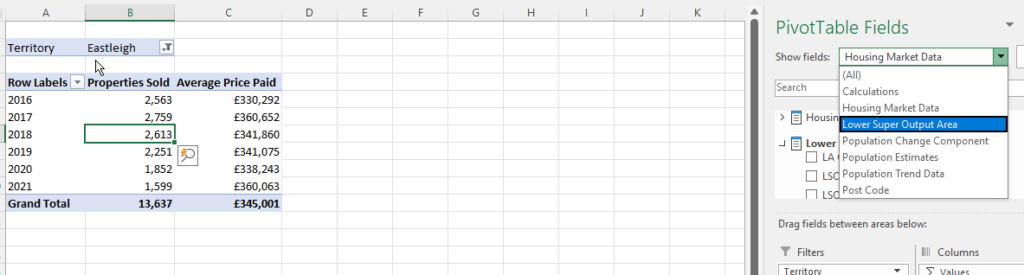 A B C D E F G H I J K
PivotTable Fields
Territory Eastleigh
Show fields: Housing Market Data
(All)
Row Labels Properties Sold Average Price Paid
Search
Calculations
2016 2,563 £330,292
Housing Market Data
2017 2,759 £360,652
Housin
Lower Super Output Area
2018 2,613 £341,860
Lower
Population Change Component
2019 2,251 £341,075
LA
Population Estimates
2020 1,852 £338,243
LSO
Population Trend Data
2021 1,599 £360,063
LSO
Post Code
Grand Total 13,637 £345,001
Drag fields between areas below:
Filters Columns
Territory Σ Values